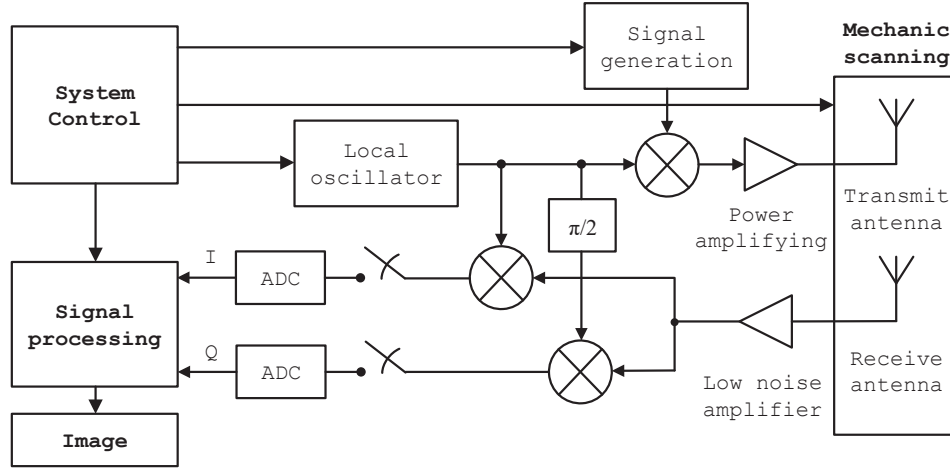 Signal
generation
Mechanic
scanning
System
Control
Local
oscillator
π/2
Power
amplifying
Transmit
antenna
I
ADC
Signal
processing
Q
ADC
Low noise
amplifier
Receive
antenna
Image